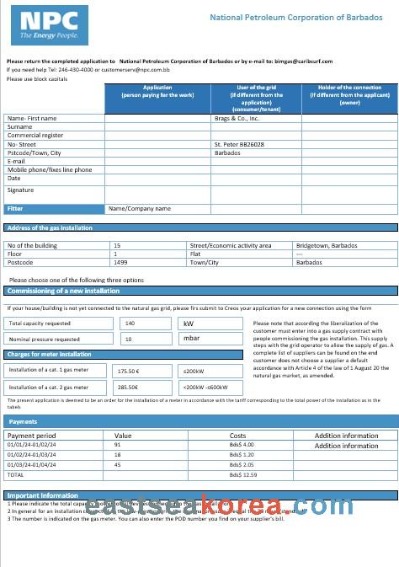 NPC
The Energy People.
National Petroleum Corporation of Barbados
Please return the completed application to National Petroleum Corporation of Barbados or by e-mail to: bimgas@caribsurf.com
If you need help Tel: 246-430-4000 or customerserv@npc.com.bb
Please use block capitals
Application (person paying for the work)
User of the grid (if different from the application) (consumer/tenant)
Holder of the connection (if different from the applicant) (owner)
Name- First name Brags & Co., Inc.
Surname
Commercial register
No- Street St. Peter BB26028
Postcode/Town, City Barbados
E-mail
Mobile phone/fixes line phone
Date
Signature
Fitter Name/Company name
Address of the gas installation
No of the building 15 Street/Economic activity area Bridgetown, Barbados
Floor 1 Flat ---
Postcode 1499 Town/City Barbados
Please choose one of the following three options
Commissioning of a new installation
If your house/building is not yet connected to the natural gas grid, please firs submit to Creos your application for a new connection using the form
Total capacity requested 140 kW
Nominal pressure requested 18 mbar
Charges for meter installation
Installation of a cat. 1 gas meter 175.50 € <200kW
Installation of a cat. 2 gas meter 285.50€ <200kW -≤600kW
Please note that according the liberalization of the
customer must enter into a gas supply contract with
people commissioning the gas installation. This supply
steps with the grid operator to allow the supply of gas. A
complete list of suppliers can be found on the end
customer does not choose a supplier a default
accordance with Article 4 of the law of 1 August 20 the
natural gas market, as amended.
The present application is deemed to be an order for the installation of a meter in accordance with the tariff corresponding to the total power of the installation as in the
tabels
Payments
Payment period Value Costs Addition information
01/01/24-01/02/24 91 Bds$ 4.00 Addition information
01/02/24-01/03/24 18 Bds$ 1.20
01/03/24-01/04/24 45 Bds$ 2.05
TOTAL Bds$ 12.59
Important Information
1 Please indicate the total capacity
2 In general for an installation
3 The number is indicated on the gas meter. You can also enter the POD number you find on your supplier's bill.
eastseakorea.com